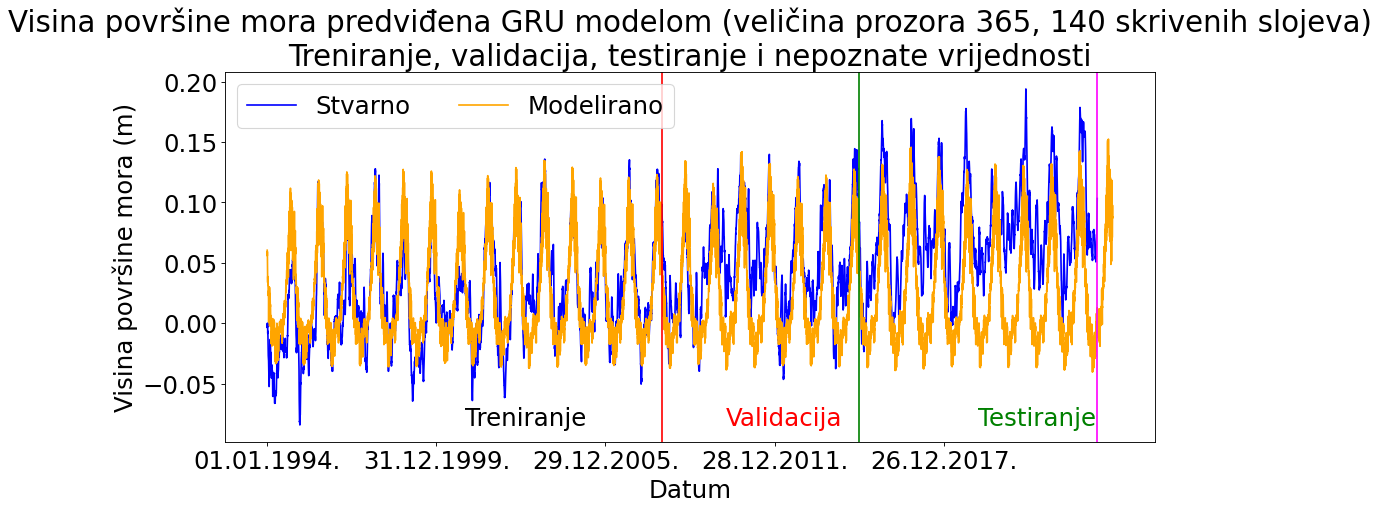 Visina površine mora predviđena GRU modelom (veličina prozora 365, 140 skrivenih slojeva)
Treniranje, validacija, testiranje i nepoznate vrijednosti
Stvarno
Modelirano
Visina površine mora (m)
0.20
0.15
0.10
0.05
0.00
−0.05
Treniranje
Validacija
Testiranje
01.01.1994.
31.12.1999.
29.12.2005.
28.12.2011.
26.12.2017.
Datum